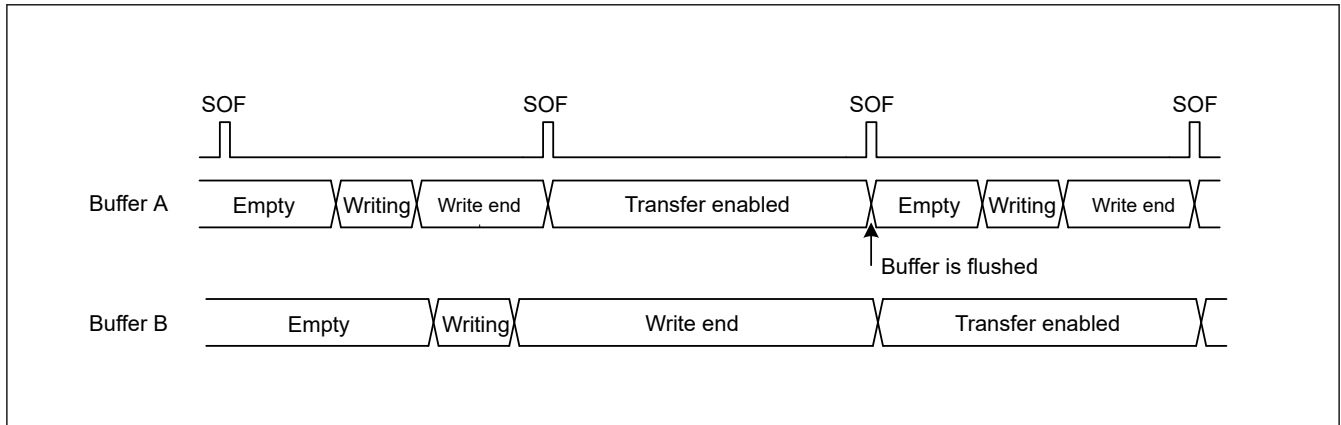 SOF SOF SOF SOF
Buffer A Empty Writing Write end Transfer enabled Empty Writing Write end
Buffer is flushed
Buffer B Empty Writing Write end Transfer enabled